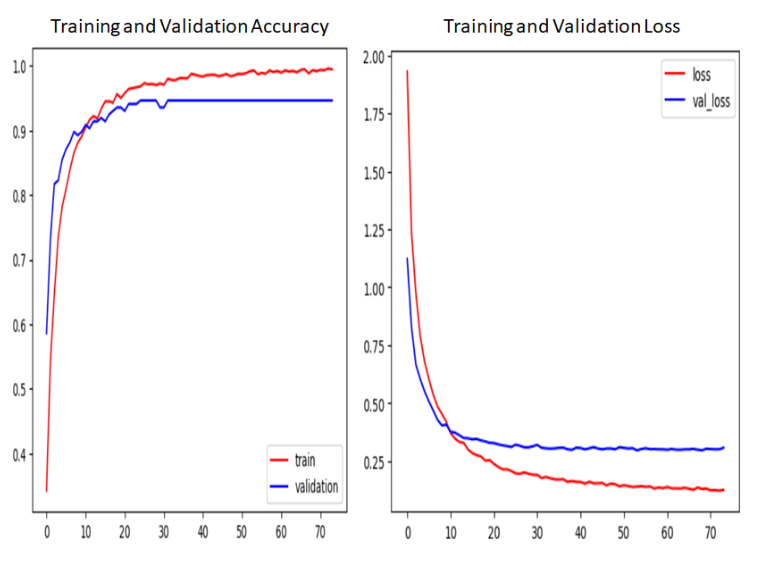 Training and Validation Accuracy
1.0
0.9
0.8
0.7
0.6
0.5
0.4
train
validation
0 10 20 30 40 50 60 70
Training and Validation Loss
2.00
1.75
1.50
1.25
1.00
0.75
0.50
0.25
loss
val_loss
0 10 20 30 40 50 60 70